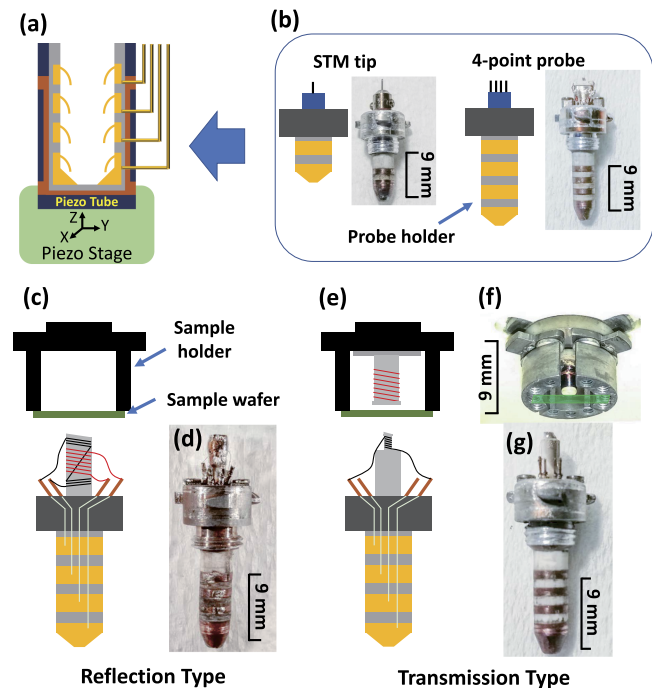 (a)
Piezo Tube
Z
X
Y
Piezo Stage
(b)
STM tip
4-point probe
9 mm
9 mm
Probe holder
(c)
Sample
holder
Sample wafer
(d)
9 mm
Reflection Type
(e)
(f)
9 mm
(g)
9 mm
Transmission Type